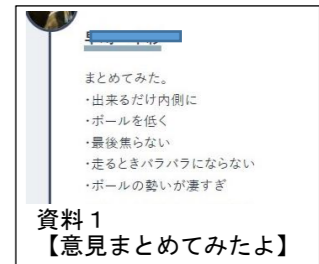 まとめてみた。
・出来るだけ内側に
・ボールを低く
・最後焦らない
・走るときバラバラにならない
・ボールの勢いが凄すぎ
資料１
【意見まとめてみたよ】